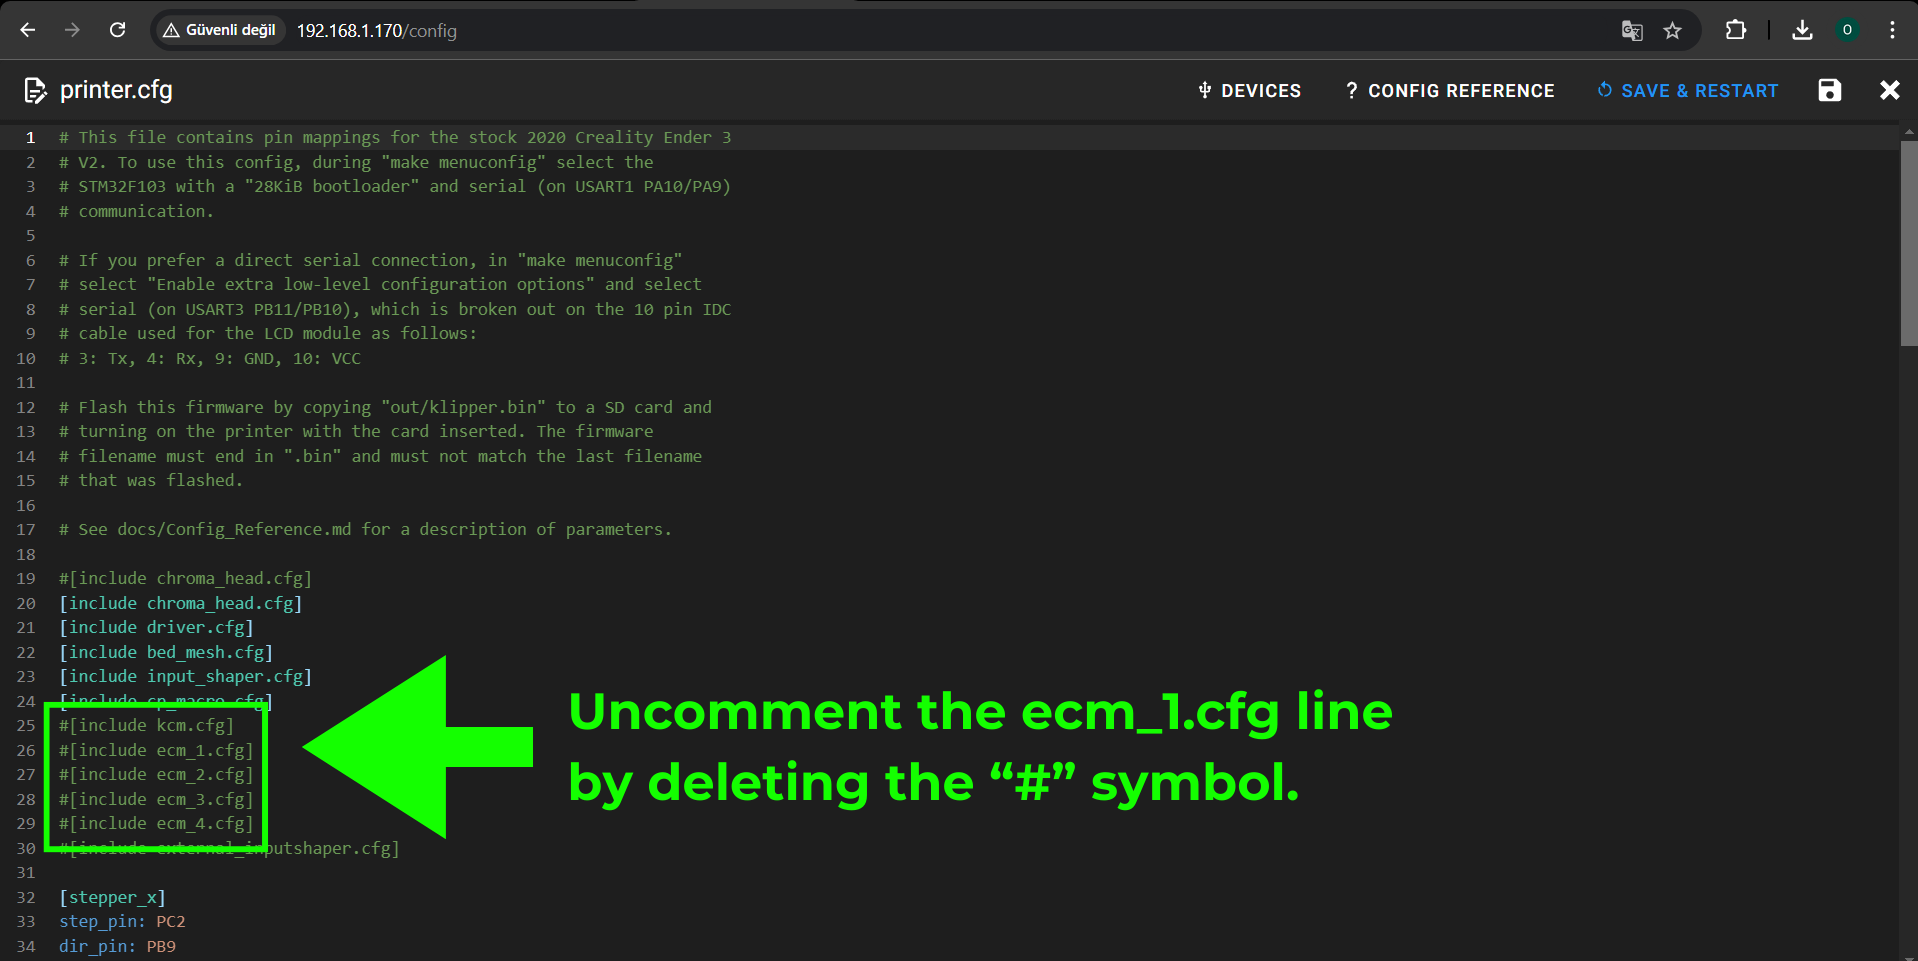 Güvenli değil 192.168.1.170/config O
printer.cfg DEVICES ? CONFIG REFERENCE SAVE & RESTART
1 # This file contains pin mappings for the stock 2020 Creality Ender 3
2 # V2. To use this config, during "make menuconfig" select the
3 # STM32F103 with a "28KiB bootloader" and serial (on USART1 PA10/PA9)
4 # communication.
5
6 # If you prefer a direct serial connection, in "make menuconfig"
7 # select "Enable extra low-level configuration options" and select
8 # serial (on USART3 PB11/PB10), which is broken out on the 10 pin IDC
9 # cable used for the LCD module as follows:
10 # 3: Tx, 4: Rx, 9: GND, 10: VCC
11
12 # Flash this firmware by copying "out/klipper.bin" to a SD card and
13 # turning on the printer with the card inserted. The firmware
14 # filename must end in ".bin" and must not match the last filename
15 # that was flashed.
16
17 # See docs/Config_Reference.md for a description of parameters.
18
19 #[include chroma_head.cfg]
20 [include chroma_head.cfg]
21 [include driver.cfg]
22 [include bed_mesh.cfg]
23 [include input_shaper.cfg]
24 [include cp_macro.cfg]
25 #[include kcm.cfg]
26 #[include ecm_1.cfg]
27 #[include ecm_2.cfg]
28 #[include ecm_3.cfg]
29 #[include ecm_4.cfg]
30 #[include external_inputshaper.cfg]
31
32 [stepper_x]
33 step_pin: PC2
34 dir_pin: PB9
Uncomment the ecm_1.cfg line
by deleting the “#” symbol.